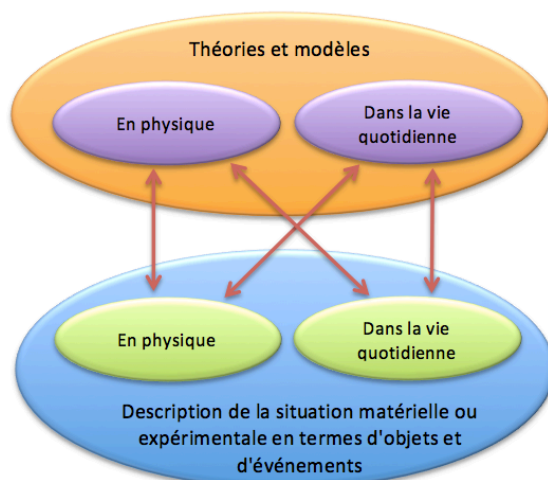 Théories et modèles
En physique
Dans la vie
quotidienne
En physique
Dans la vie
quotidienne
Description de la situation matérielle ou
expérimentale en termes d'objets et
d'événements